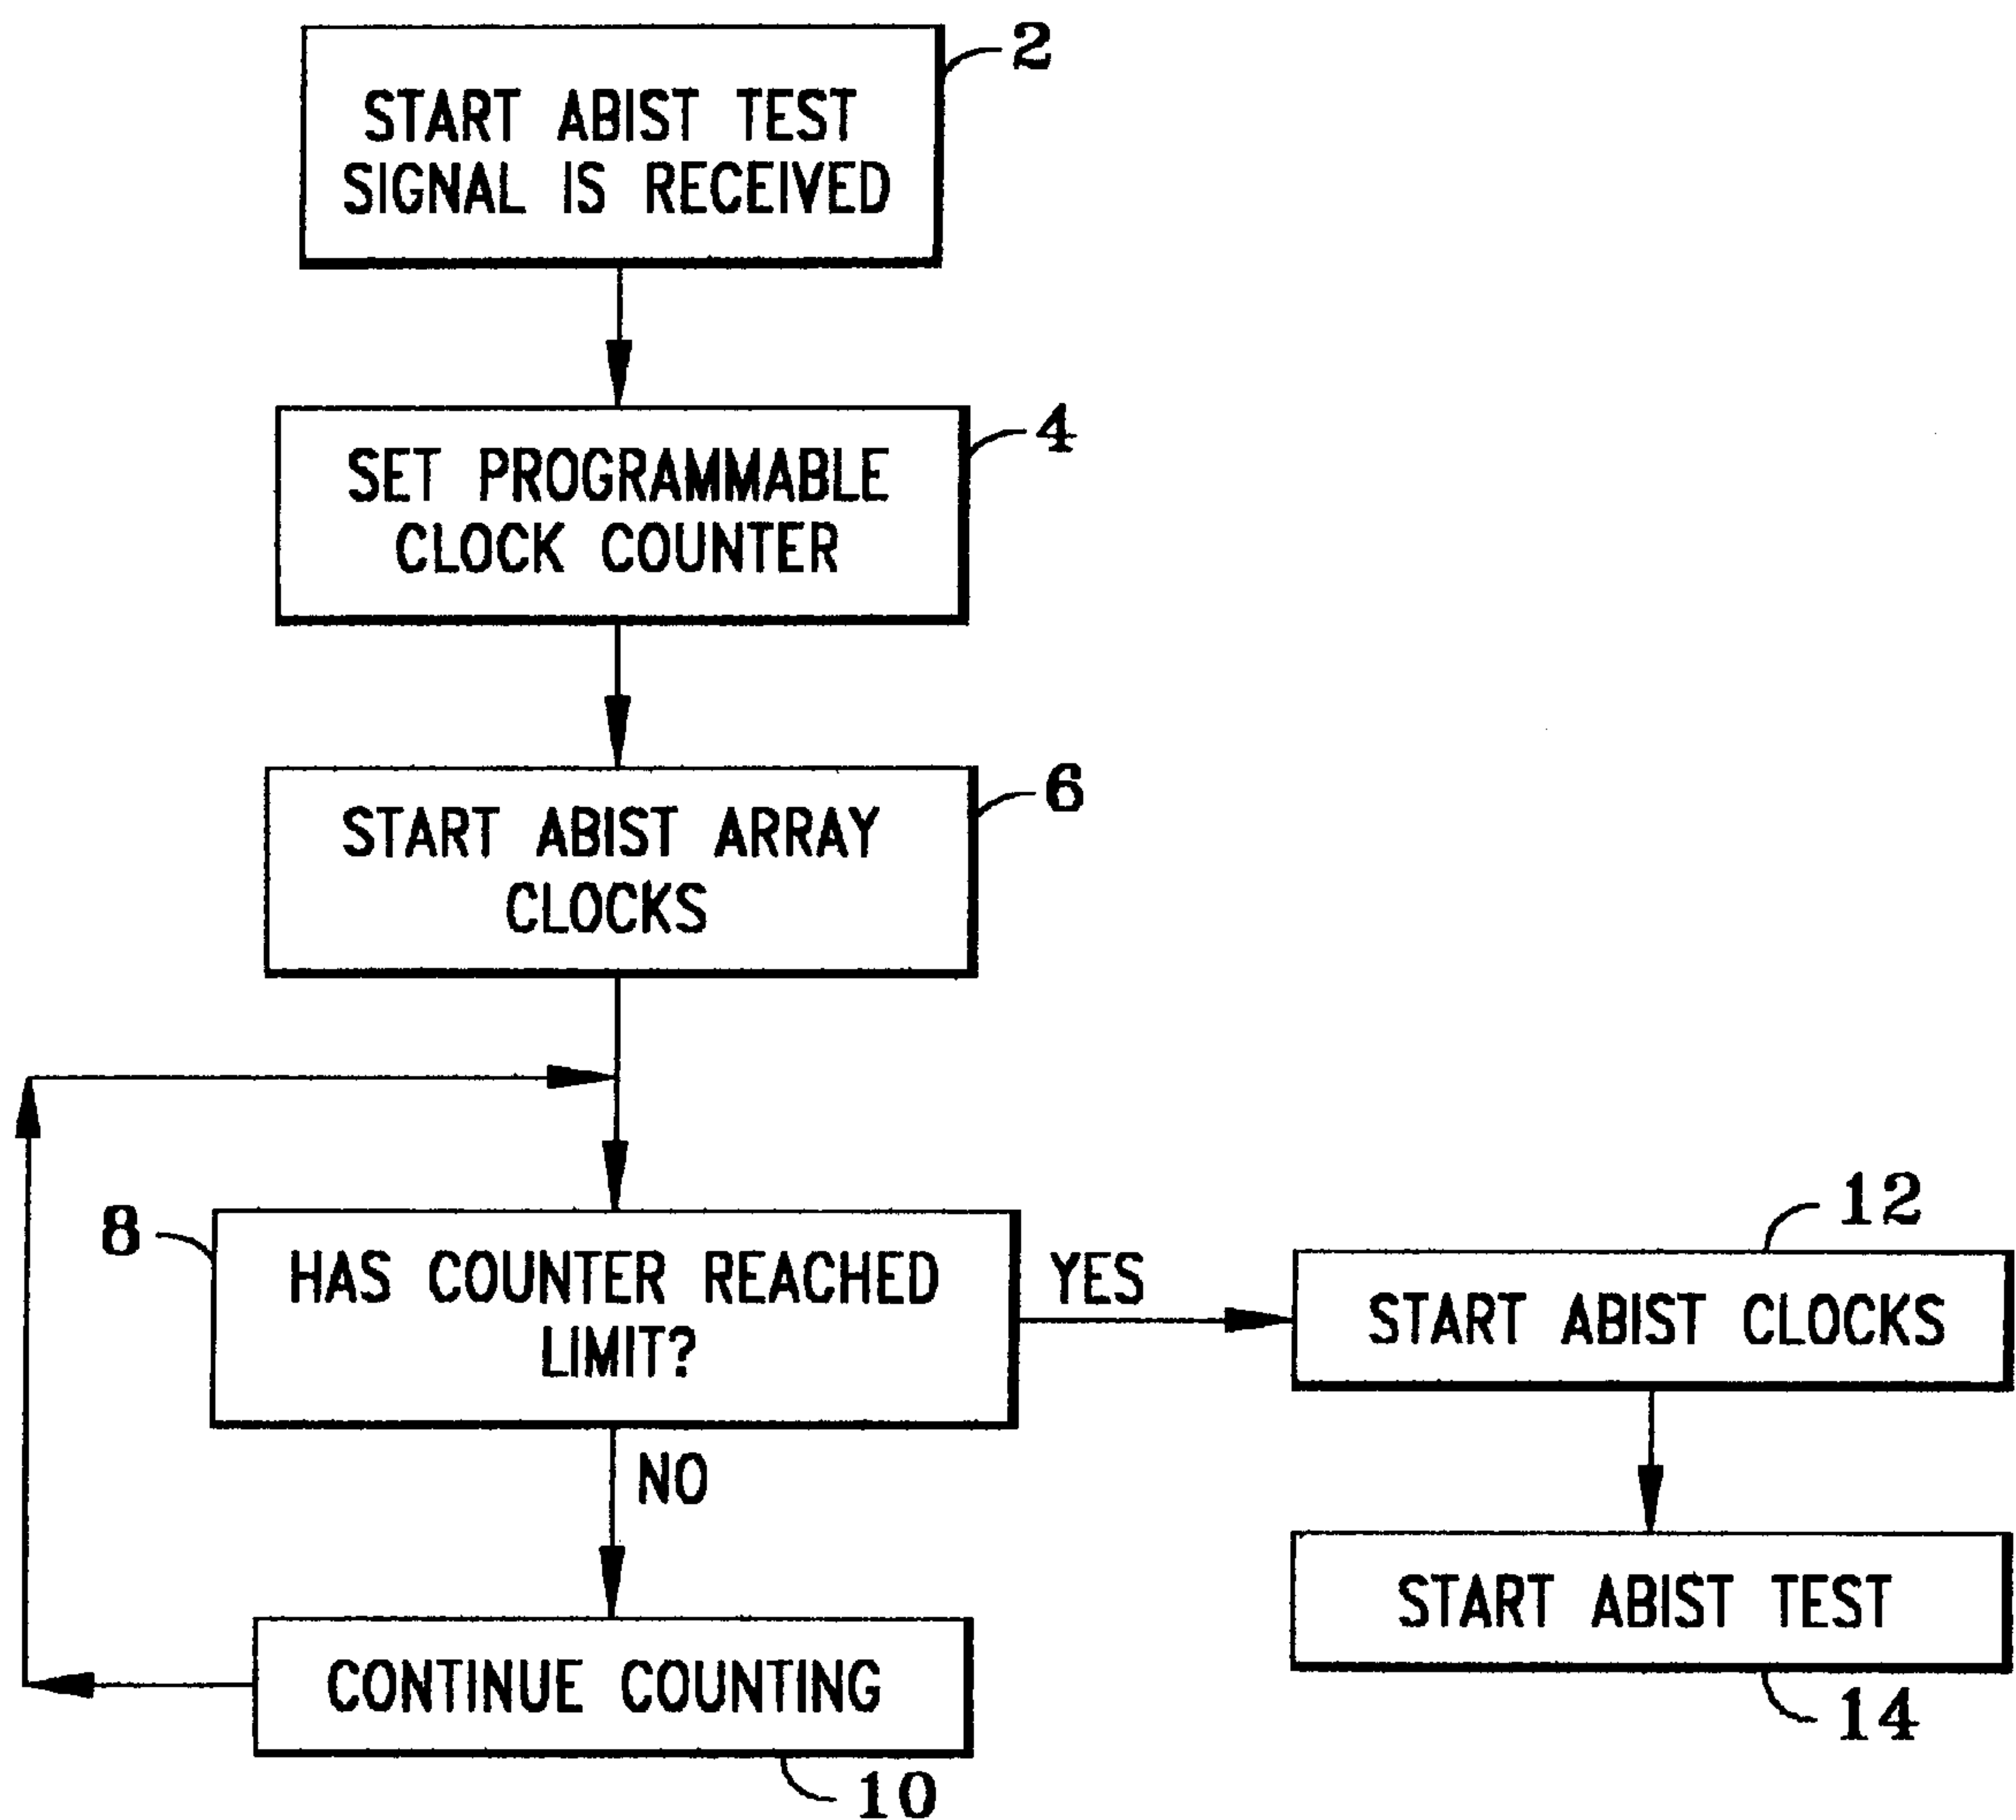 2
START ABIST TEST
SIGNAL IS RECEIVED
4
SET PROGRAMMABLE
CLOCK COUNTER
6
START ABIST ARRAY
CLOCKS
8
HAS COUNTER REACHED
LIMIT?
YES
NO
12
START ABIST CLOCKS
START ABIST TEST
14
CONTINUE COUNTING
10